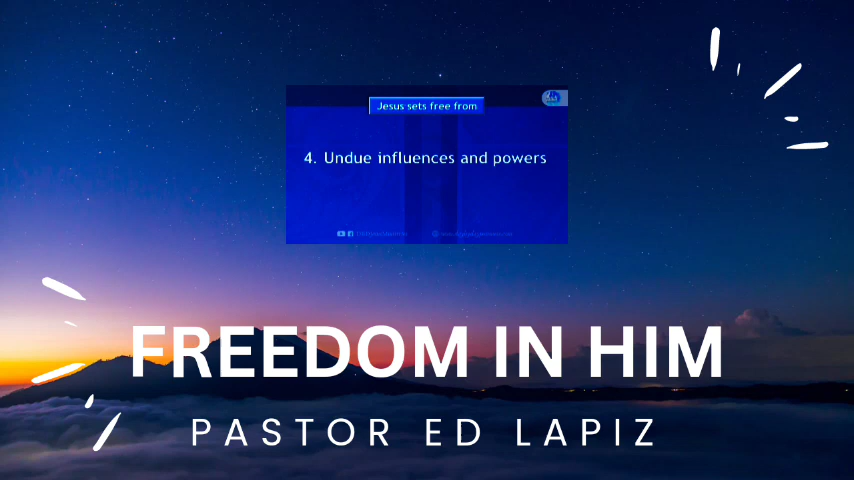 Jesus sets free from
4. Undue influences and powers
FREEDOM IN HIM
PASTOR ED LAPIZ